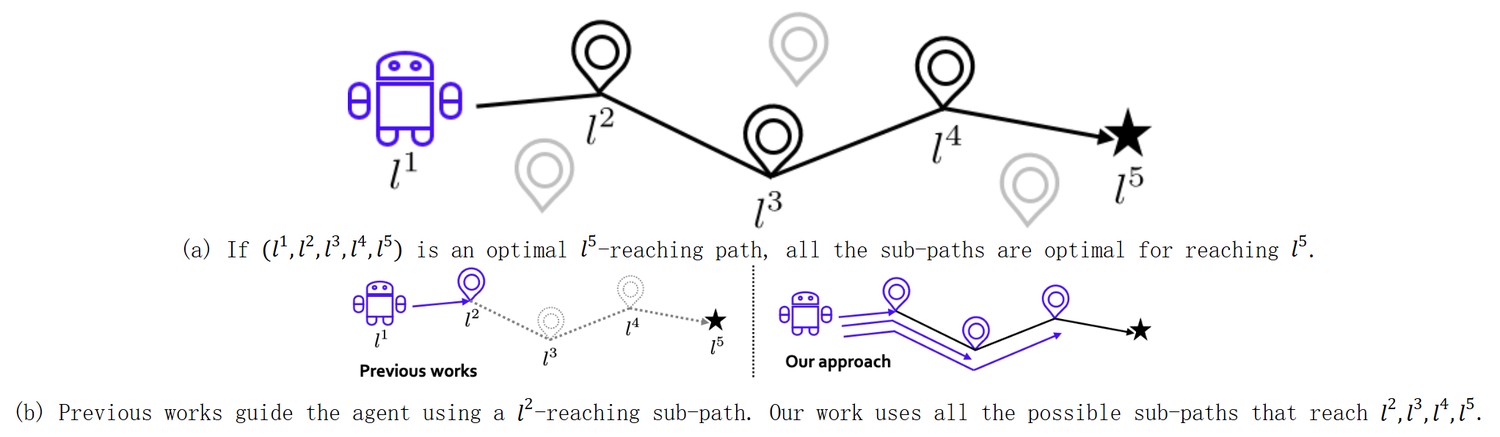 l² l⁴
l¹ l³ l⁵
(a) If (l¹,l²,l³,l⁴,l⁵) is an optimal l⁵-reaching path, all the sub-paths are optimal for reaching l⁵.
l² l⁴
l¹ l³ l⁵
Previous works
Our approach
(b) Previous works guide the agent using a l²-reaching sub-path. Our work uses all the possible sub-paths that reach l²,l³,l⁴,l⁵.